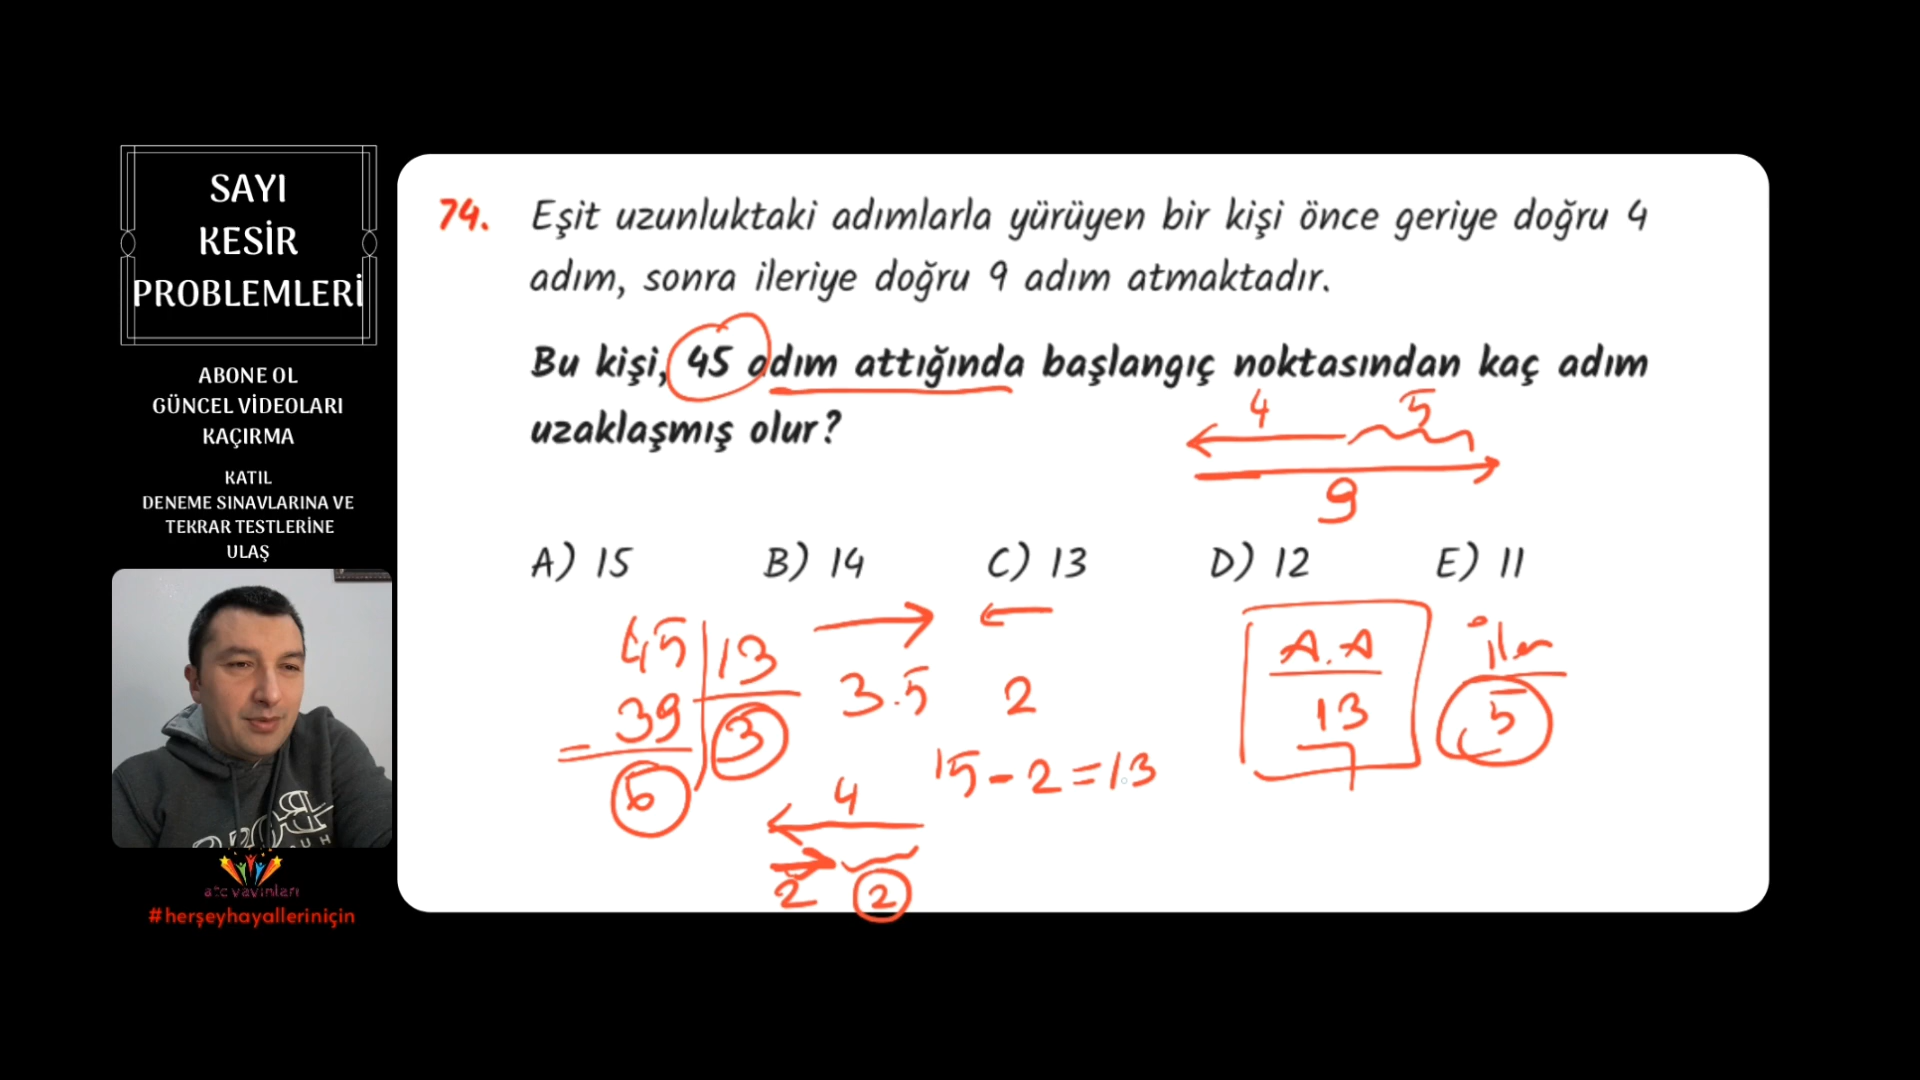 SAYI
KESİR
PROBLEMLERİ
ABONE OL
GÜNCEL VİDEOLARI
KAÇIRMA
KATIL
DENEME SINAVLARINA VE
TEKRAR TESTLERİNE
ULAŞ
atc yayınları
#herşeyhayalleriniçin
74. Eşit uzunluktaki adımlarla yürüyen bir kişi önce geriye doğru 4
adım, sonra ileriye doğru 9 adım atmaktadır.
Bu kişi, 45 adım attığında başlangıç noktasından kaç adım
uzaklaşmış olur?
4 5
9
A) 15 B) 14 C) 13 D) 12 E) 11
45 13
39 3
6
3.5 2
15-2=13
4
2 2
A.A
13
iler
5